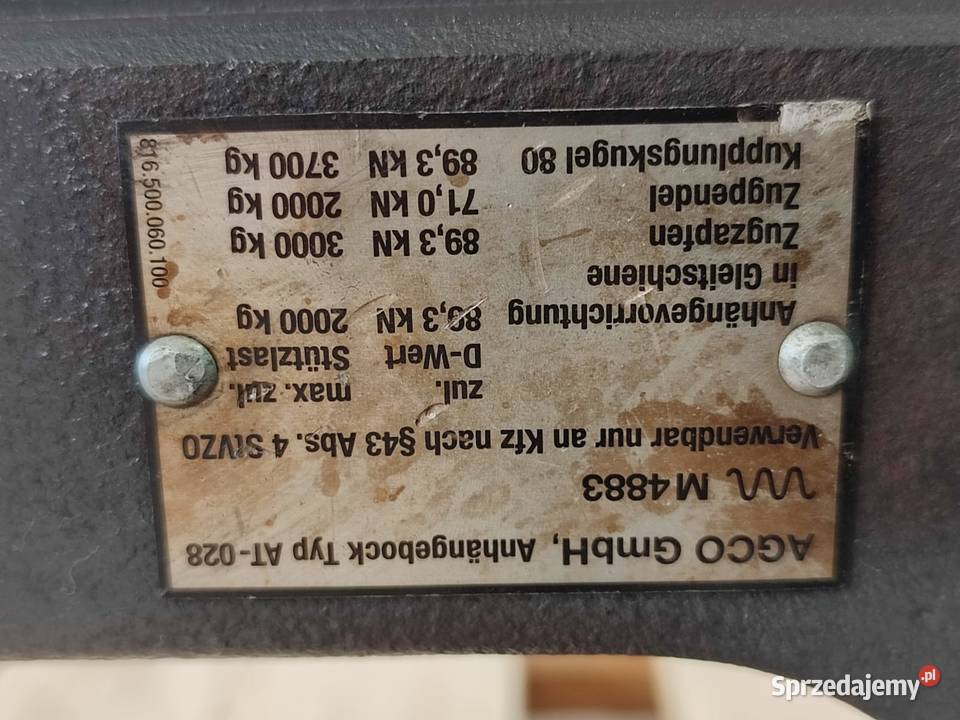 AGCO GmbH, Anhängebock Typ AT-028
M 4883
Verwendbar nur an Kfz nach §43 Abs. 4 StVZO
zul. max. zul.
D-Wert Stützlast
Anhängevorrichtung 89,3 kN 2000 kg
in Gleitschiene
Zugzapfen 89,3 kN 3000 kg
Zugpendel 71,0 kN 2000 kg
Kupplungskugel 80 89,3 kN 3700 kg
816.500.060.100
Sprzedajemy.pl